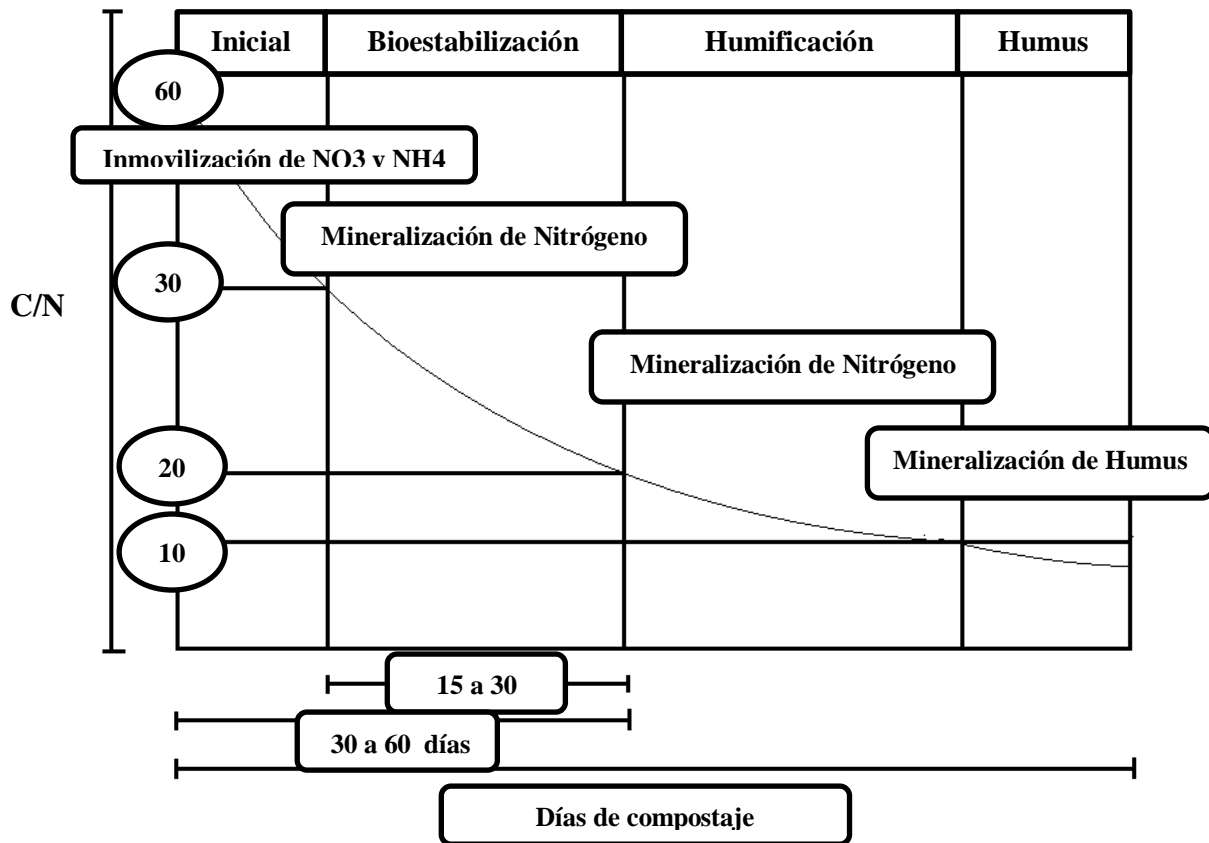 Inicial Bioestabilización Humificación Humus
60
Inmovilización de NO3 y NH4
Mineralización de Nitrógeno
30
C/N
Mineralización de Nitrógeno
20
Mineralización de Humus
10
15 a 30
30 a 60 días
Días de compostaje